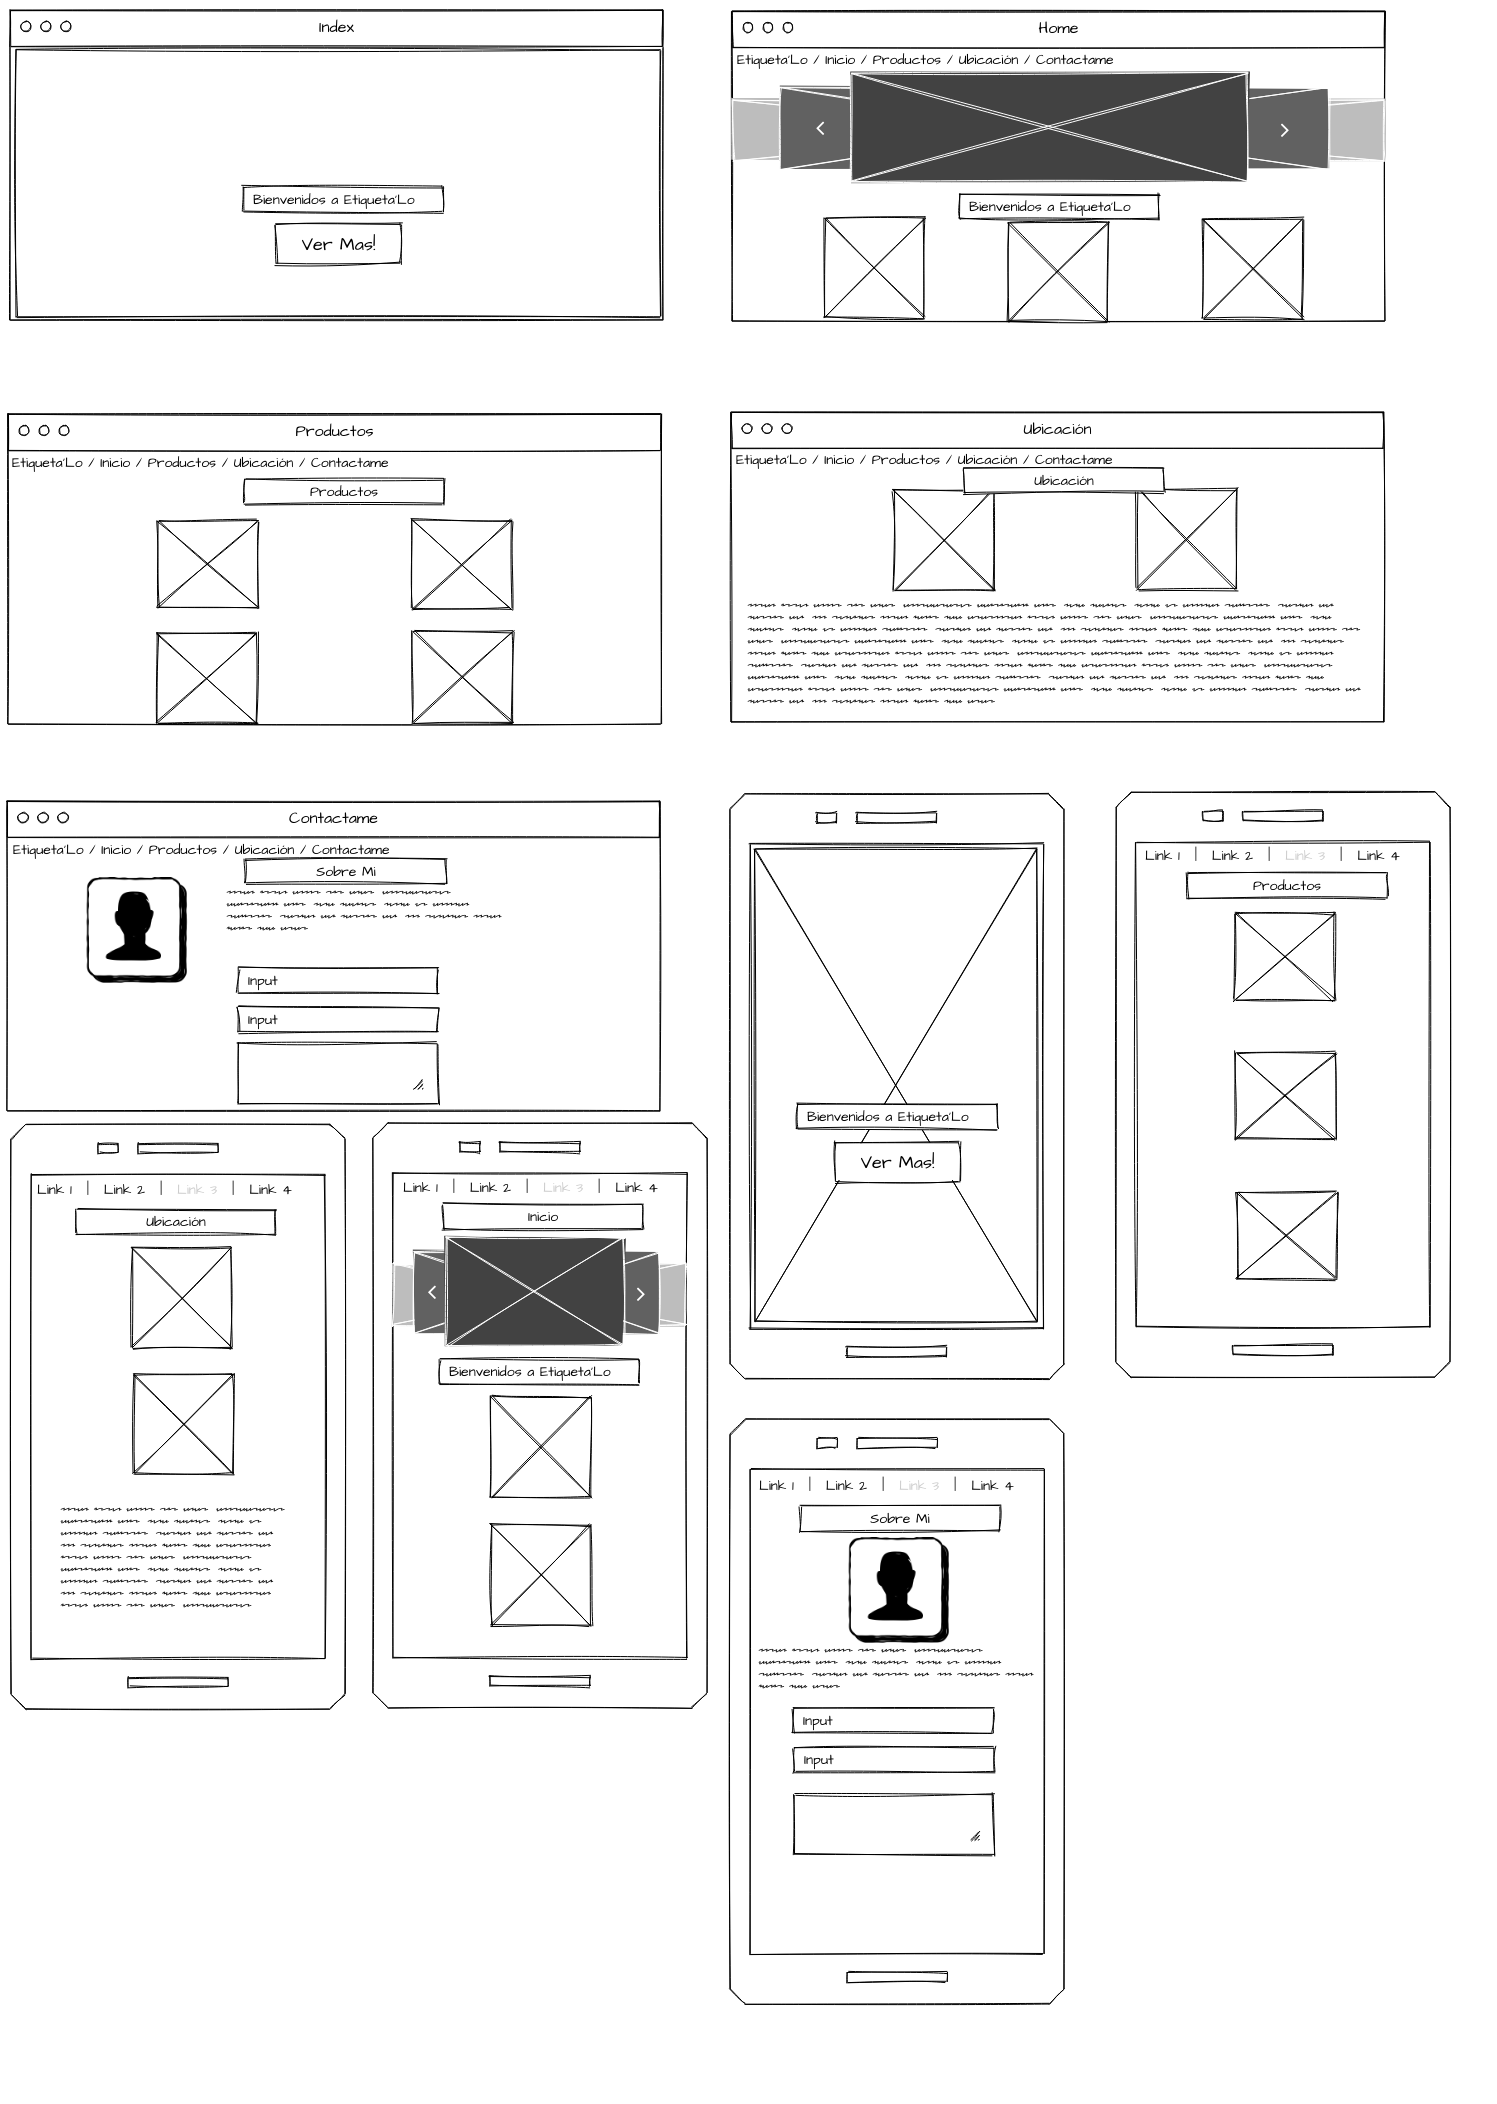 Index
Bienvenidos a Etiqueta'Lo
Ver Mas!
Home
Etiqueta'Lo / Inicio / Productos / Ubicación / Contactame
Bienvenidos a Etiqueta'Lo
Productos
Etiqueta'Lo / Inicio / Productos / Ubicación / Contactame
Productos
Ubicación
Etiqueta'Lo / Inicio / Productos / Ubicación / Contactame
Ubicación
Contactame
Etiqueta'Lo / Inicio / Productos / Ubicación / Contactame
Sobre Mi
Input
Input
Bienvenidos a Etiqueta'Lo
Ver Mas!
Link 1 | Link 2 | Link 3 | Link 4
Productos
Link 1 | Link 2 | Link 3 | Link 4
Ubicación
Link 1 | Link 2 | Link 3 | Link 4
Inicio
Bienvenidos a Etiqueta'Lo
Link 1 | Link 2 | Link 3 | Link 4
Sobre Mi
Input
Input